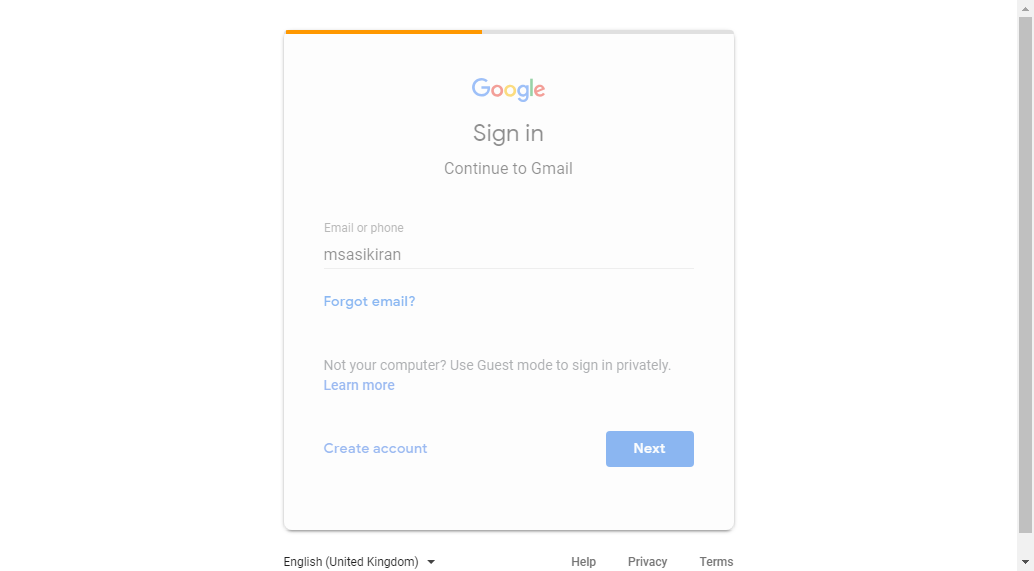 Google
Sign in
Continue to Gmail
Email or phone
msasikiran
Forgot email?
Not your computer? Use Guest mode to sign in privately.
Learn more
Create account
Next
English (United Kingdom)
Help
Privacy
Terms